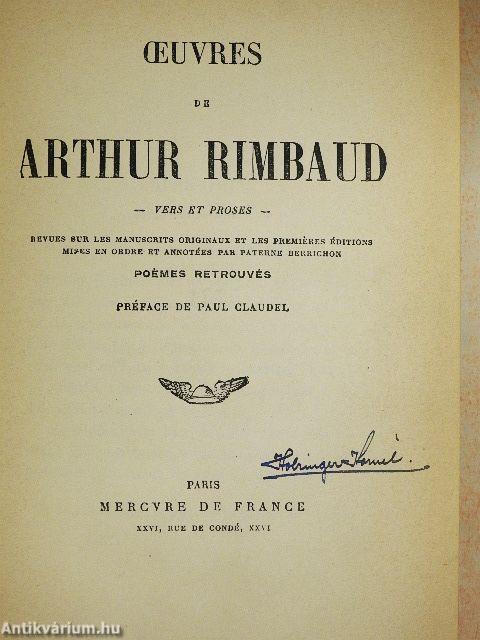 ŒUVRES
DE
ARTHUR RIMBAUD
— VERS ET PROSES —
REVUES SUR LES MANUSCRITS ORIGINAUX ET LES PREMIÈRES ÉDITIONS
MISES EN ORDRE ET ANNOTÉES PAR PATERNE BERRICHON
POÈMES RETROUVÉS
PRÉFACE DE PAUL CLAUDEL
Kornél.
PARIS
MERCVRE DE FRANCE
XXVI, RUE DE CONDÉ, XXVI
Antikvárium.hu